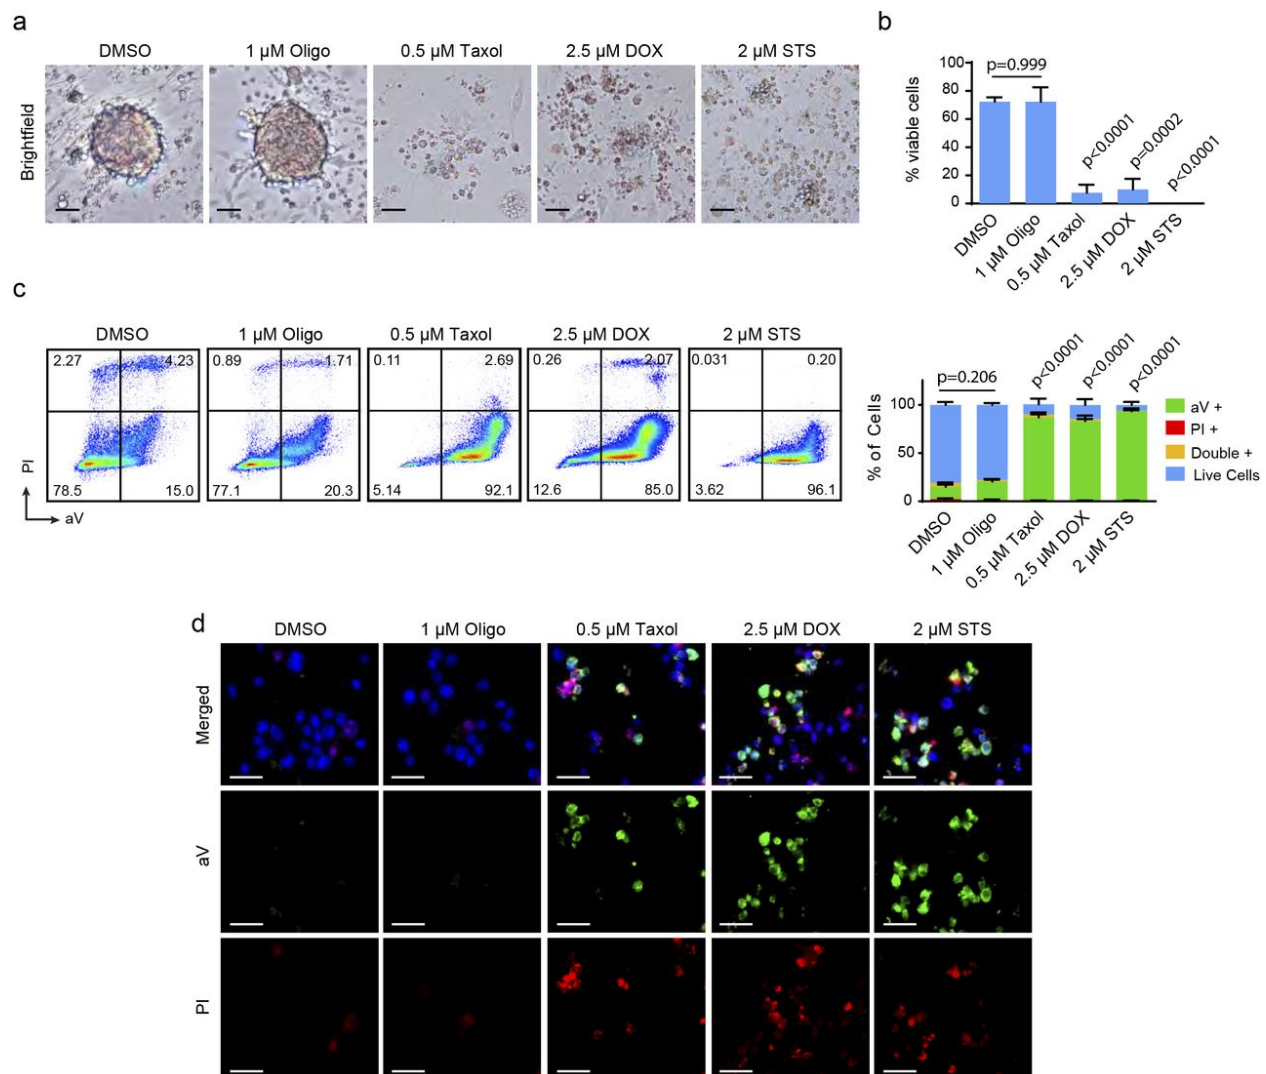 a
DMSO
1 µM Oligo
0.5 µM Taxol
2.5 µM DOX
2 µM STS
Brightfield
b
% viable cells
100
80
60
40
20
0
p=0.999
p<0.0001
p=0.0002
p<0.0001
DMSO
1 µM Oligo
0.5 µM Taxol
2.5 µM DOX
2 µM STS
c
DMSO
1 µM Oligo
0.5 µM Taxol
2.5 µM DOX
2 µM STS
2.27 4.23
78.5 15.0
0.89 1.71
77.1 20.3
0.11 2.69
5.14 92.1
0.26 2.07
12.6 85.0
0.031 0.20
3.62 96.1
PI
aV
% of Cells
100
50
0
p=0.206
p<0.0001
p<0.0001
p<0.0001
DMSO
1 µM Oligo
0.5 µM Taxol
2.5 µM DOX
2 µM STS
aV +
PI +
Double +
Live Cells
d
DMSO
1 µM Oligo
0.5 µM Taxol
2.5 µM DOX
2 µM STS
Merged
aV
PI